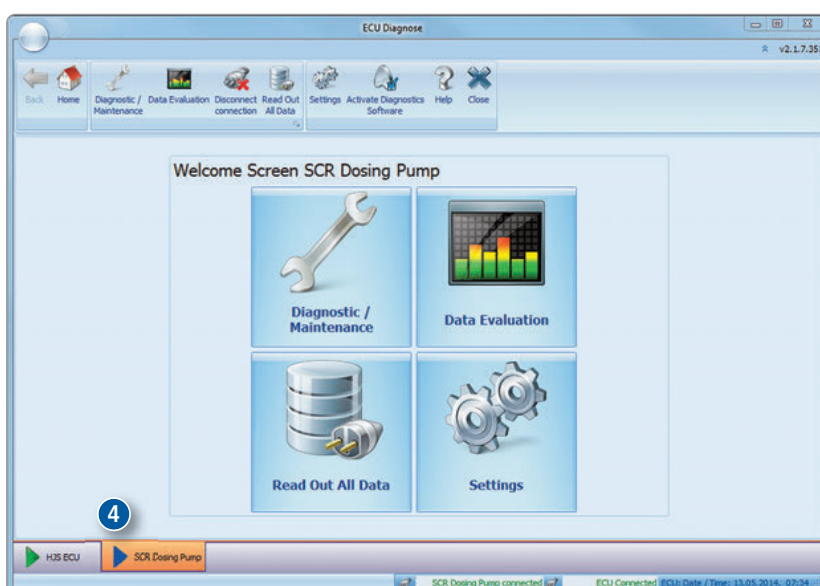 ECU Diagnose
v2.1.7.35
Back Home Diagnostic / Maintenance Data Evaluation Disconnect connection Read Out All Data Settings Activate Diagnostics Software Help Close
Welcome Screen SCR Dosing Pump
Diagnostic /
Maintenance
Data Evaluation
Read Out All Data
Settings
4
HJS ECU
SCR Dosing Pump
SCR Dosing Pump connected
ECU Connected
ECU: Date / Time: 13.05.2014, 07:34